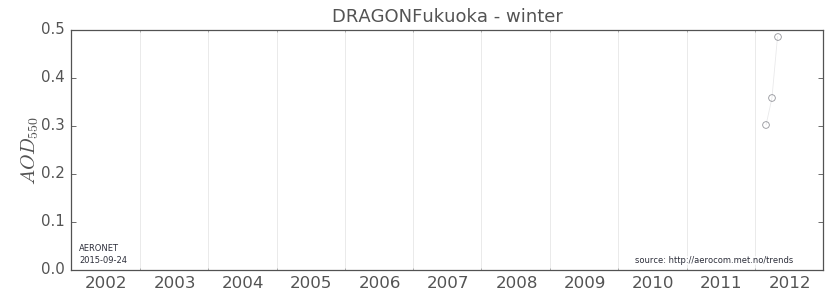 DRAGONFukuoka - winter
0.5
0.4
0.3
0.2
0.1
0.0
AOD550
AERONET
2015-09-24
source: http://aerocom.met.no/trends
2002 2003 2004 2005 2006 2007 2008 2009 2010 2011 2012